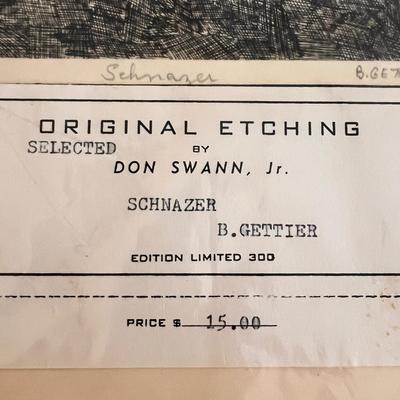 Schnazer B.GET
ORIGINAL ETCHING
SELECTED BY
DON SWANN, Jr.
SCHNAZER
B.GETTIER
EDITION LIMITED 300
PRICE $ 15.00